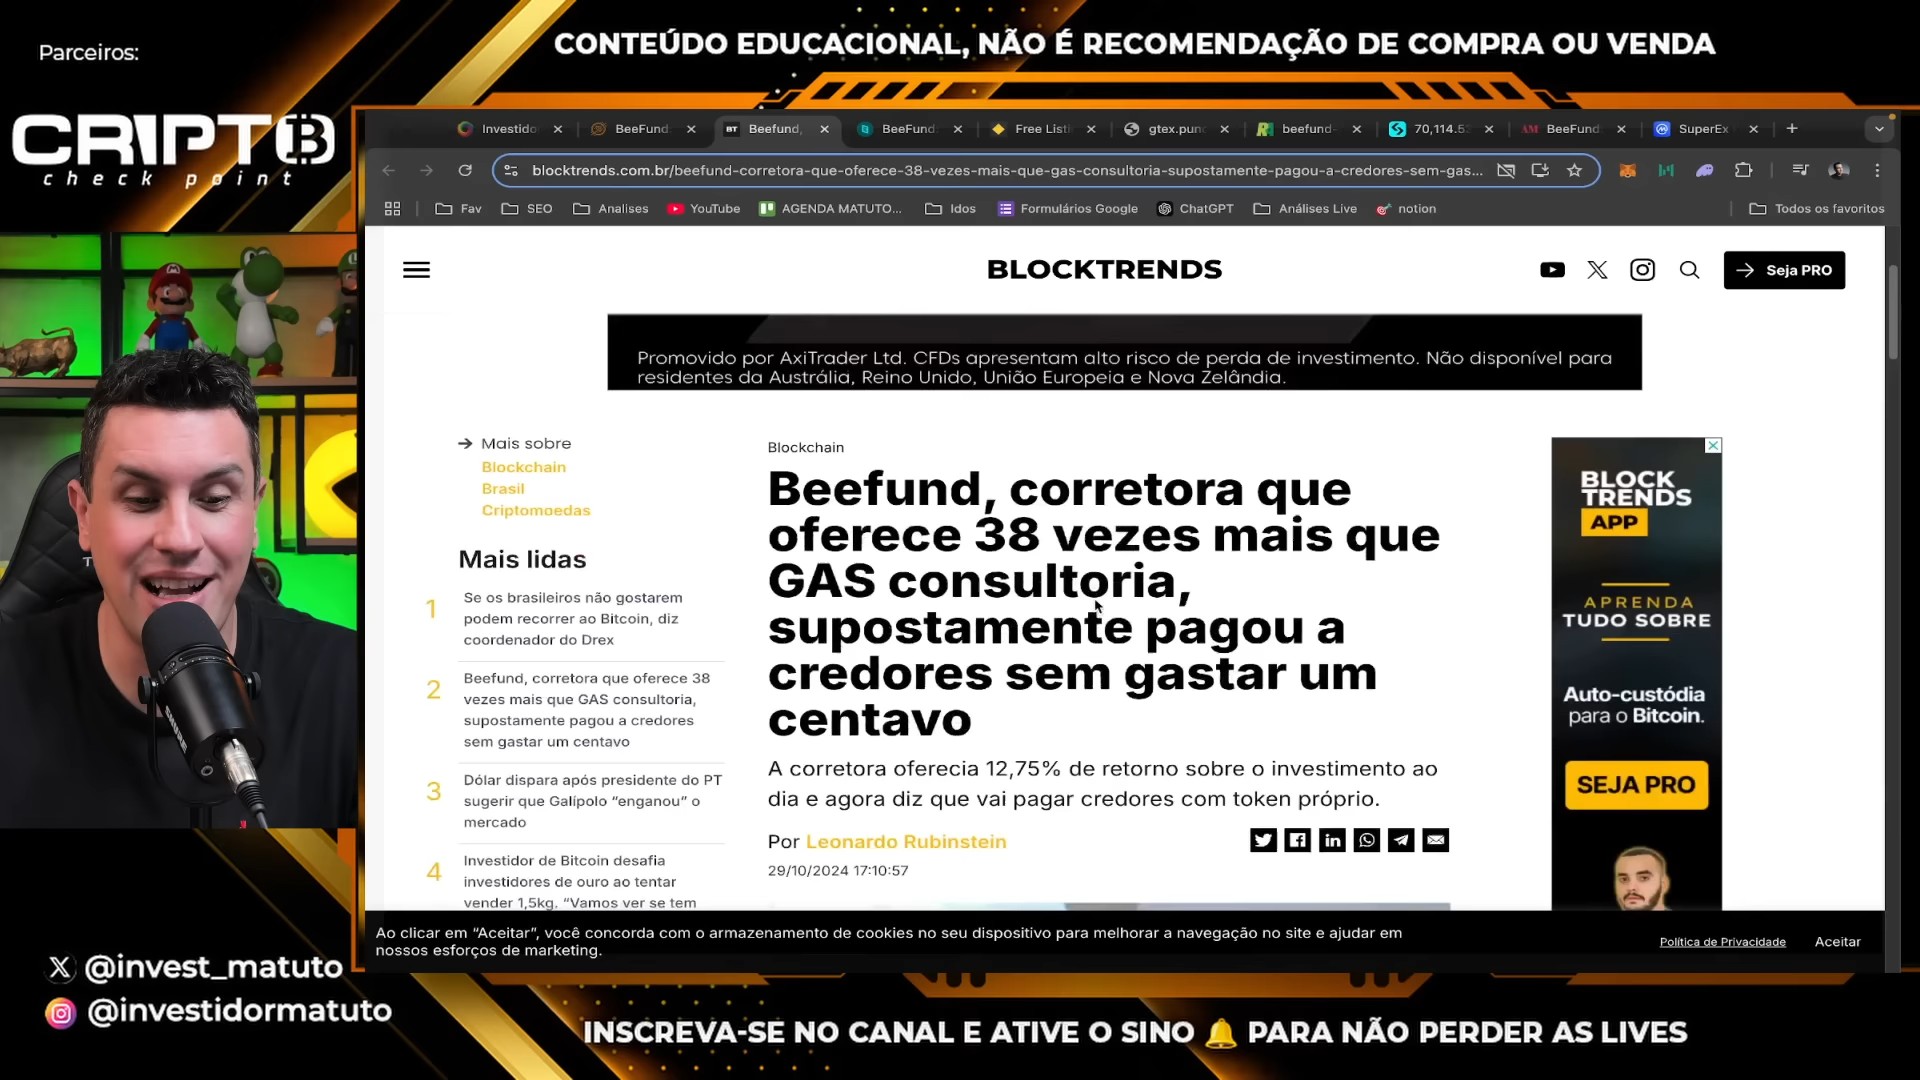 Parceiros:
CONTEÚDO EDUCACIONAL, NÃO É RECOMENDAÇÃO DE COMPRA OU VENDA
CRIPTO
check point
Investido
BeeFund
BT
Beefund,
BeeFund
Free Listi
gtex.pun
beefund-
70,114.5
AM
BeeFund
SuperEx
blocktrends.com.br/beefund-corretora-que-oferece-38-vezes-mais-que-gas-consultoria-supostamente-pagou-a-credores-sem-gas...
Fav
SEO
Analises
YouTube
AGENDA MATUTO...
Idos
Formulários Google
ChatGPT
Análises Live
notion
Todos os favoritos
BLOCKTRENDS
Seja PRO
Promovido por AxiTrader Ltd. CFDs apresentam alto risco de perda de investimento. Não disponível para
residentes da Austrália, Reino Unido, União Europeia e Nova Zelândia.
Mais sobre
Blockchain
Brasil
Criptomoedas
Mais lidas
1
Se os brasileiros não gostarem
podem recorrer ao Bitcoin, diz
coordenador do Drex
2
Beefund, corretora que oferece 38
vezes mais que GAS consultoria,
supostamente pagou a credores
sem gastar um centavo
3
Dólar dispara após presidente do PT
sugerir que Galípolo “enganou” o
mercado
4
Investidor de Bitcoin desafia
investidores de ouro ao tentar
vender 1,5kg. “Vamos ver se tem
Blockchain
Beefund, corretora que
oferece 38 vezes mais que
GAS consultoria,
supostamente pagou a
credores sem gastar um
centavo
A corretora oferecia 12,75% de retorno sobre o investimento ao
dia e agora diz que vai pagar credores com token próprio.
Por Leonardo Rubinstein
29/10/2024 17:10:57
BLOCK
TRENDS
APP
APRENDA
TUDO SOBRE
Auto-custódia
para o Bitcoin.
SEJA PRO
SHURE
Ao clicar em “Aceitar”, você concorda com o armazenamento de cookies no seu dispositivo para melhorar a navegação no site e ajudar em
nossos esforços de marketing.
Política de Privacidade
Aceitar
@invest_matuto
@investidormatuto
INSCREVA-SE NO CANAL E ATIVE O SINO 🔔 PARA NÃO PERDER AS LIVES